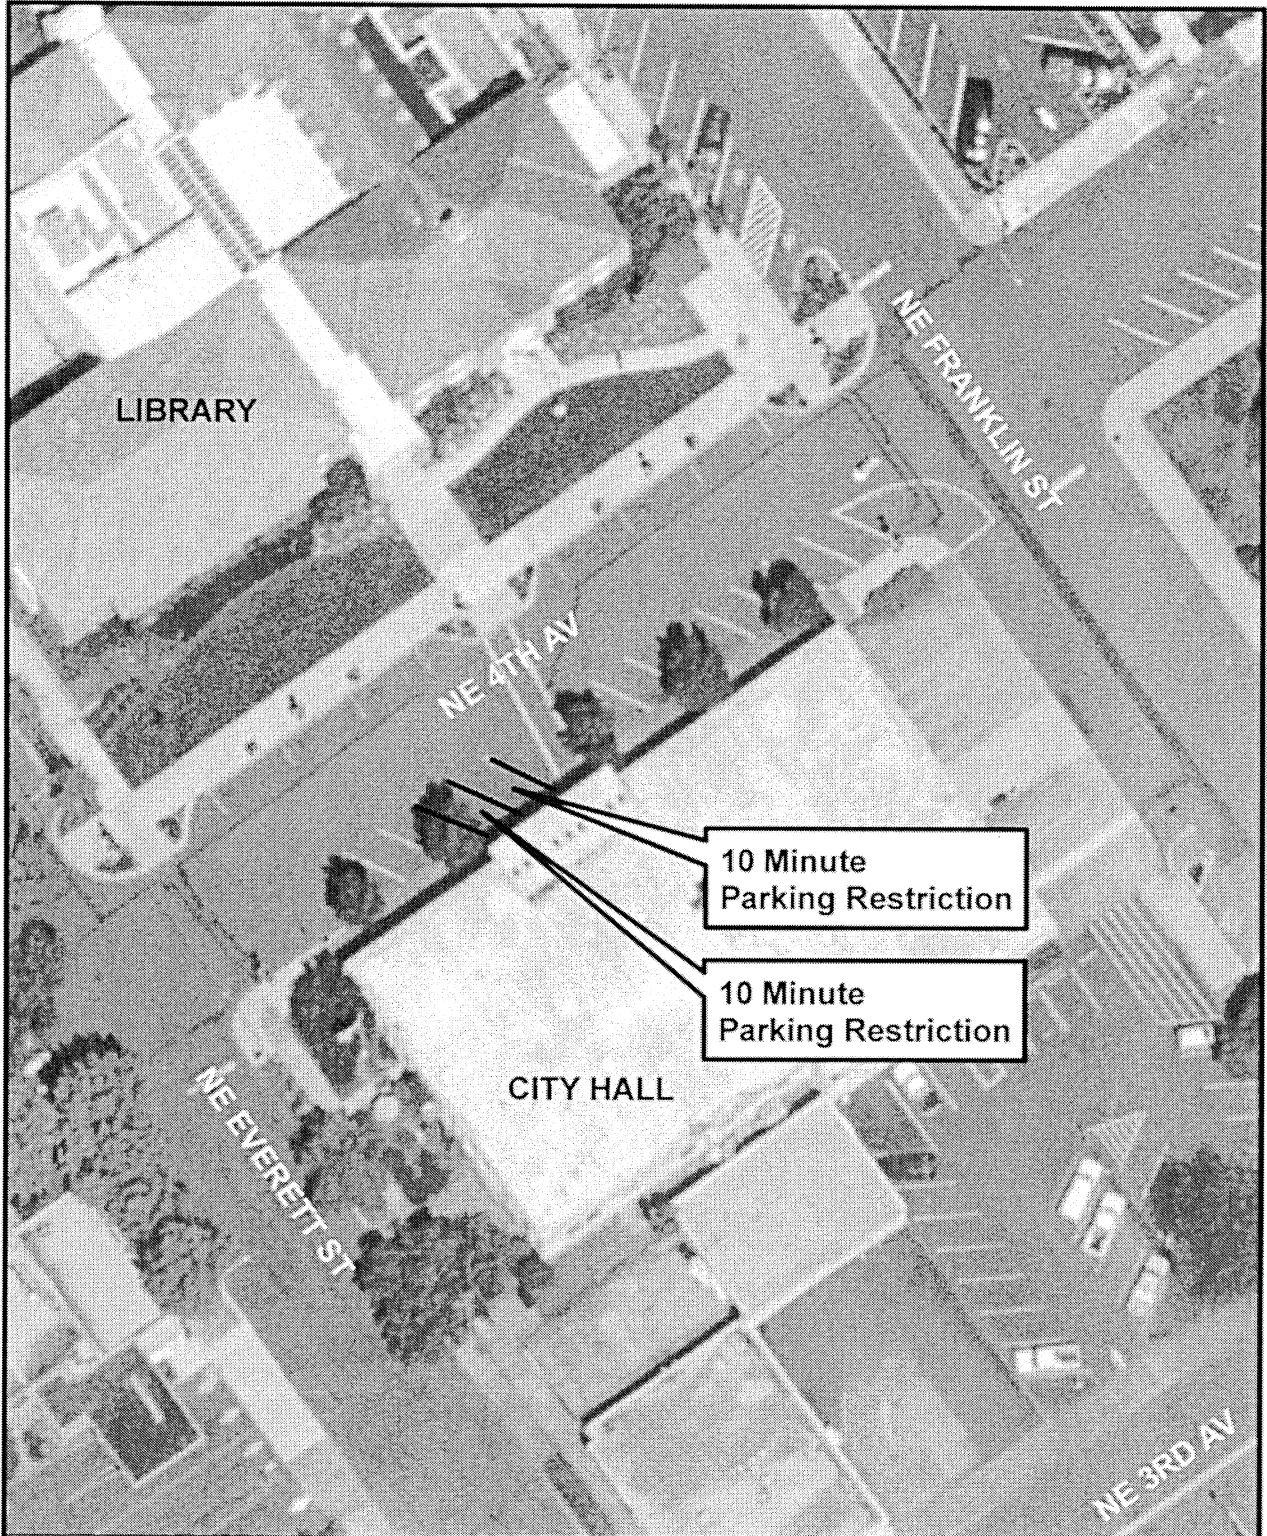 NE FRANKLIN ST
LIBRARY
NE 4TH AV
10 Minute
Parking Restriction
10 Minute
Parking Restriction
CITY HALL
NE EVERETT ST
NE 3RD AV